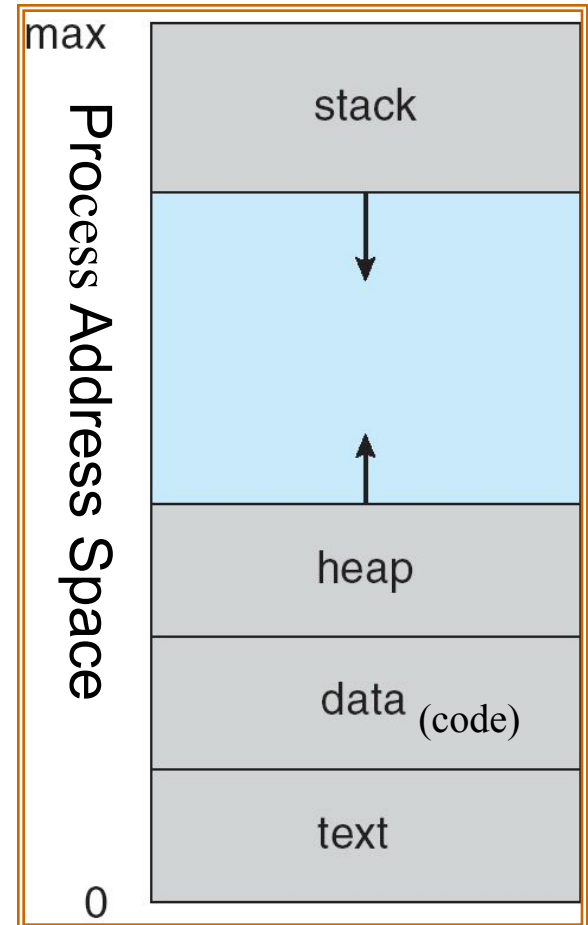 max
Process Address Space
stack
heap
data (code)
text
0